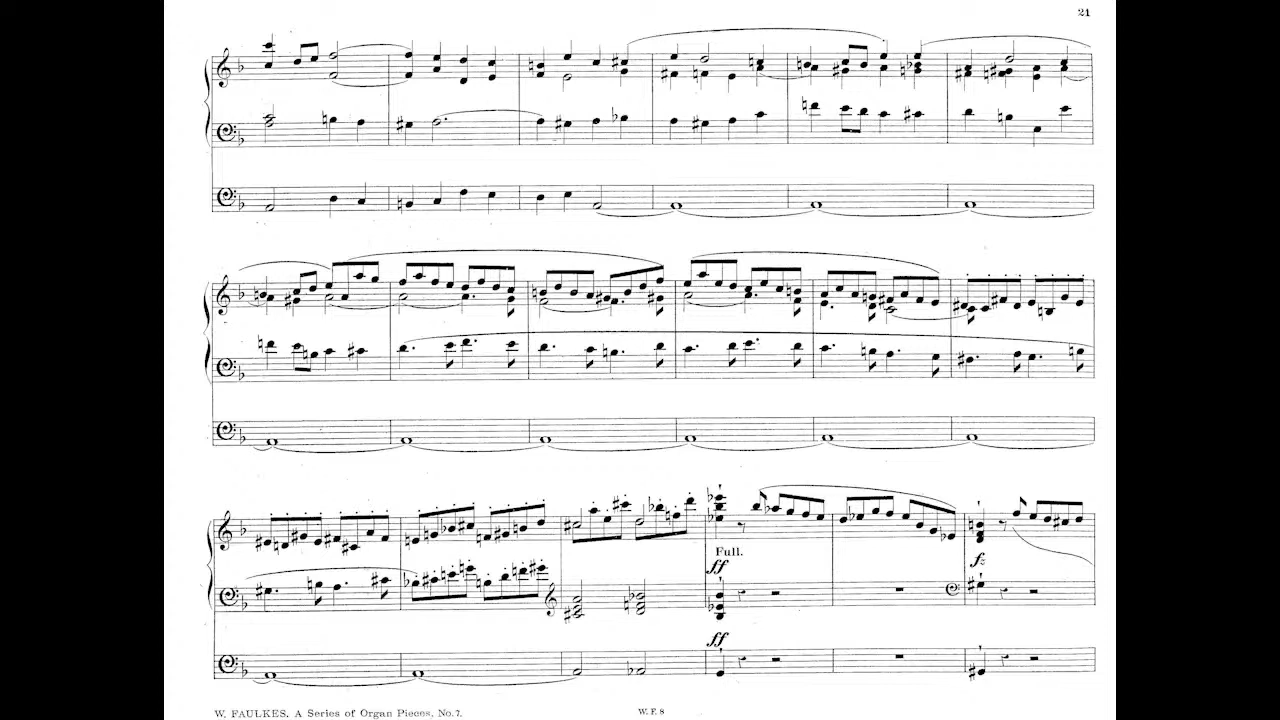 21
Full.
ff
fz
ff
W. FAULKES. A Series of Organ Pieces, No. 7.
W. F. 8